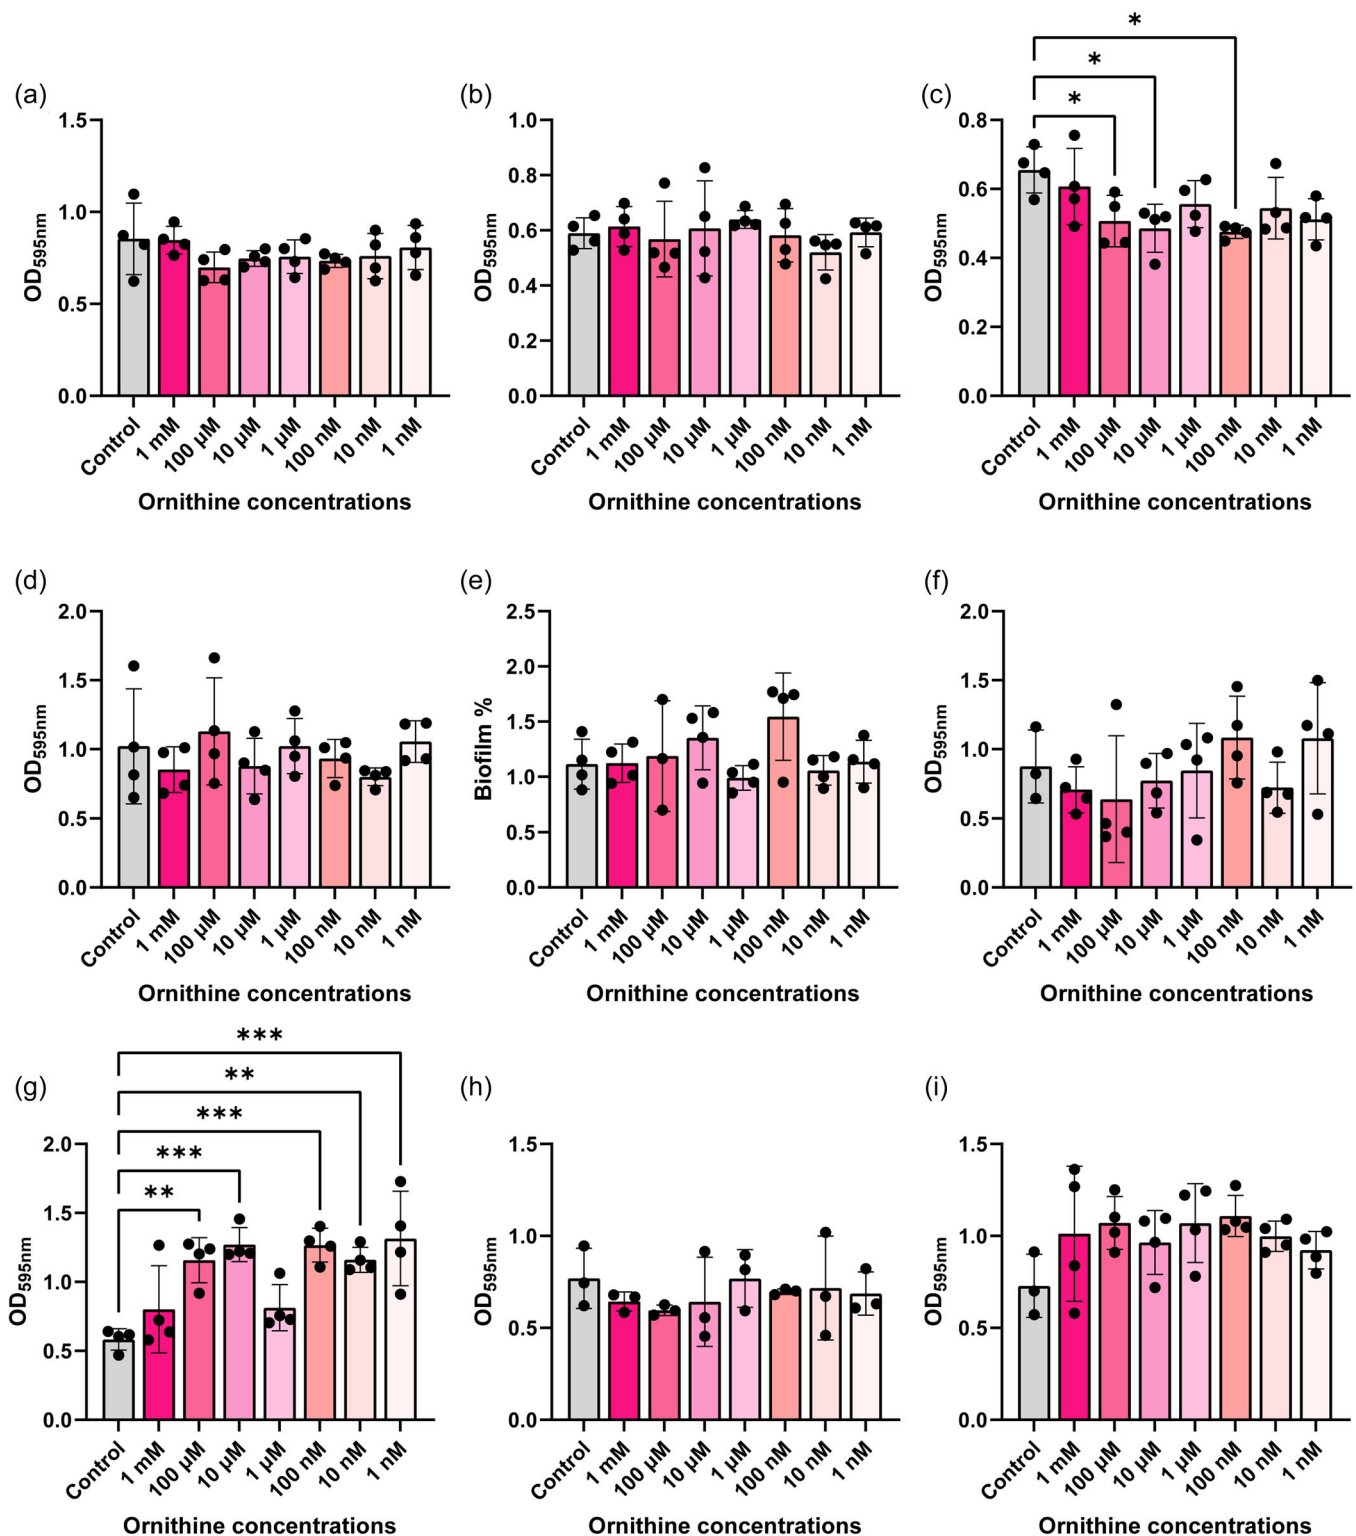 (a)
1.5
1.0
0.5
0.0
OD595nm
Control
1 mM
100 µM
10 µM
1 µM
100 nM
10 nM
1 nM
Ornithine concentrations
(b)
1.0
0.8
0.6
0.4
0.2
0.0
OD595nm
Control
1 mM
100 µM
10 µM
1 µM
100 nM
10 nM
1 nM
Ornithine concentrations
(c)
*
*
*
0.8
0.6
0.4
0.2
0.0
OD595nm
Control
1 mM
100 µM
10 µM
1 µM
100 nM
10 nM
1 nM
Ornithine concentrations
(d)
2.0
1.5
1.0
0.5
0.0
OD595nm
Control
1 mM
100 µM
10 µM
1 µM
100 nM
10 nM
1 nM
Ornithine concentrations
(e)
2.5
2.0
1.5
1.0
0.5
0.0
Biofilm %
Control
1 mM
100 µM
10 µM
1 µM
100 nM
10 nM
1 nM
Ornithine concentrations
(f)
2.0
1.5
1.0
0.5
0.0
OD595nm
Control
1 mM
100 µM
10 µM
1 µM
100 nM
10 nM
1 nM
Ornithine concentrations
(g)
***
**
***
***
**
2.0
1.5
1.0
0.5
0.0
OD595nm
Control
1 mM
100 µM
10 µM
1 µM
100 nM
10 nM
1 nM
Ornithine concentrations
(h)
1.5
1.0
0.5
0.0
OD595nm
Control
1 mM
100 µM
10 µM
1 µM
100 nM
10 nM
1 nM
Ornithine concentrations
(i)
1.5
1.0
0.5
0.0
OD595nm
Control
1 mM
100 µM
10 µM
1 µM
100 nM
10 nM
1 nM
Ornithine concentrations